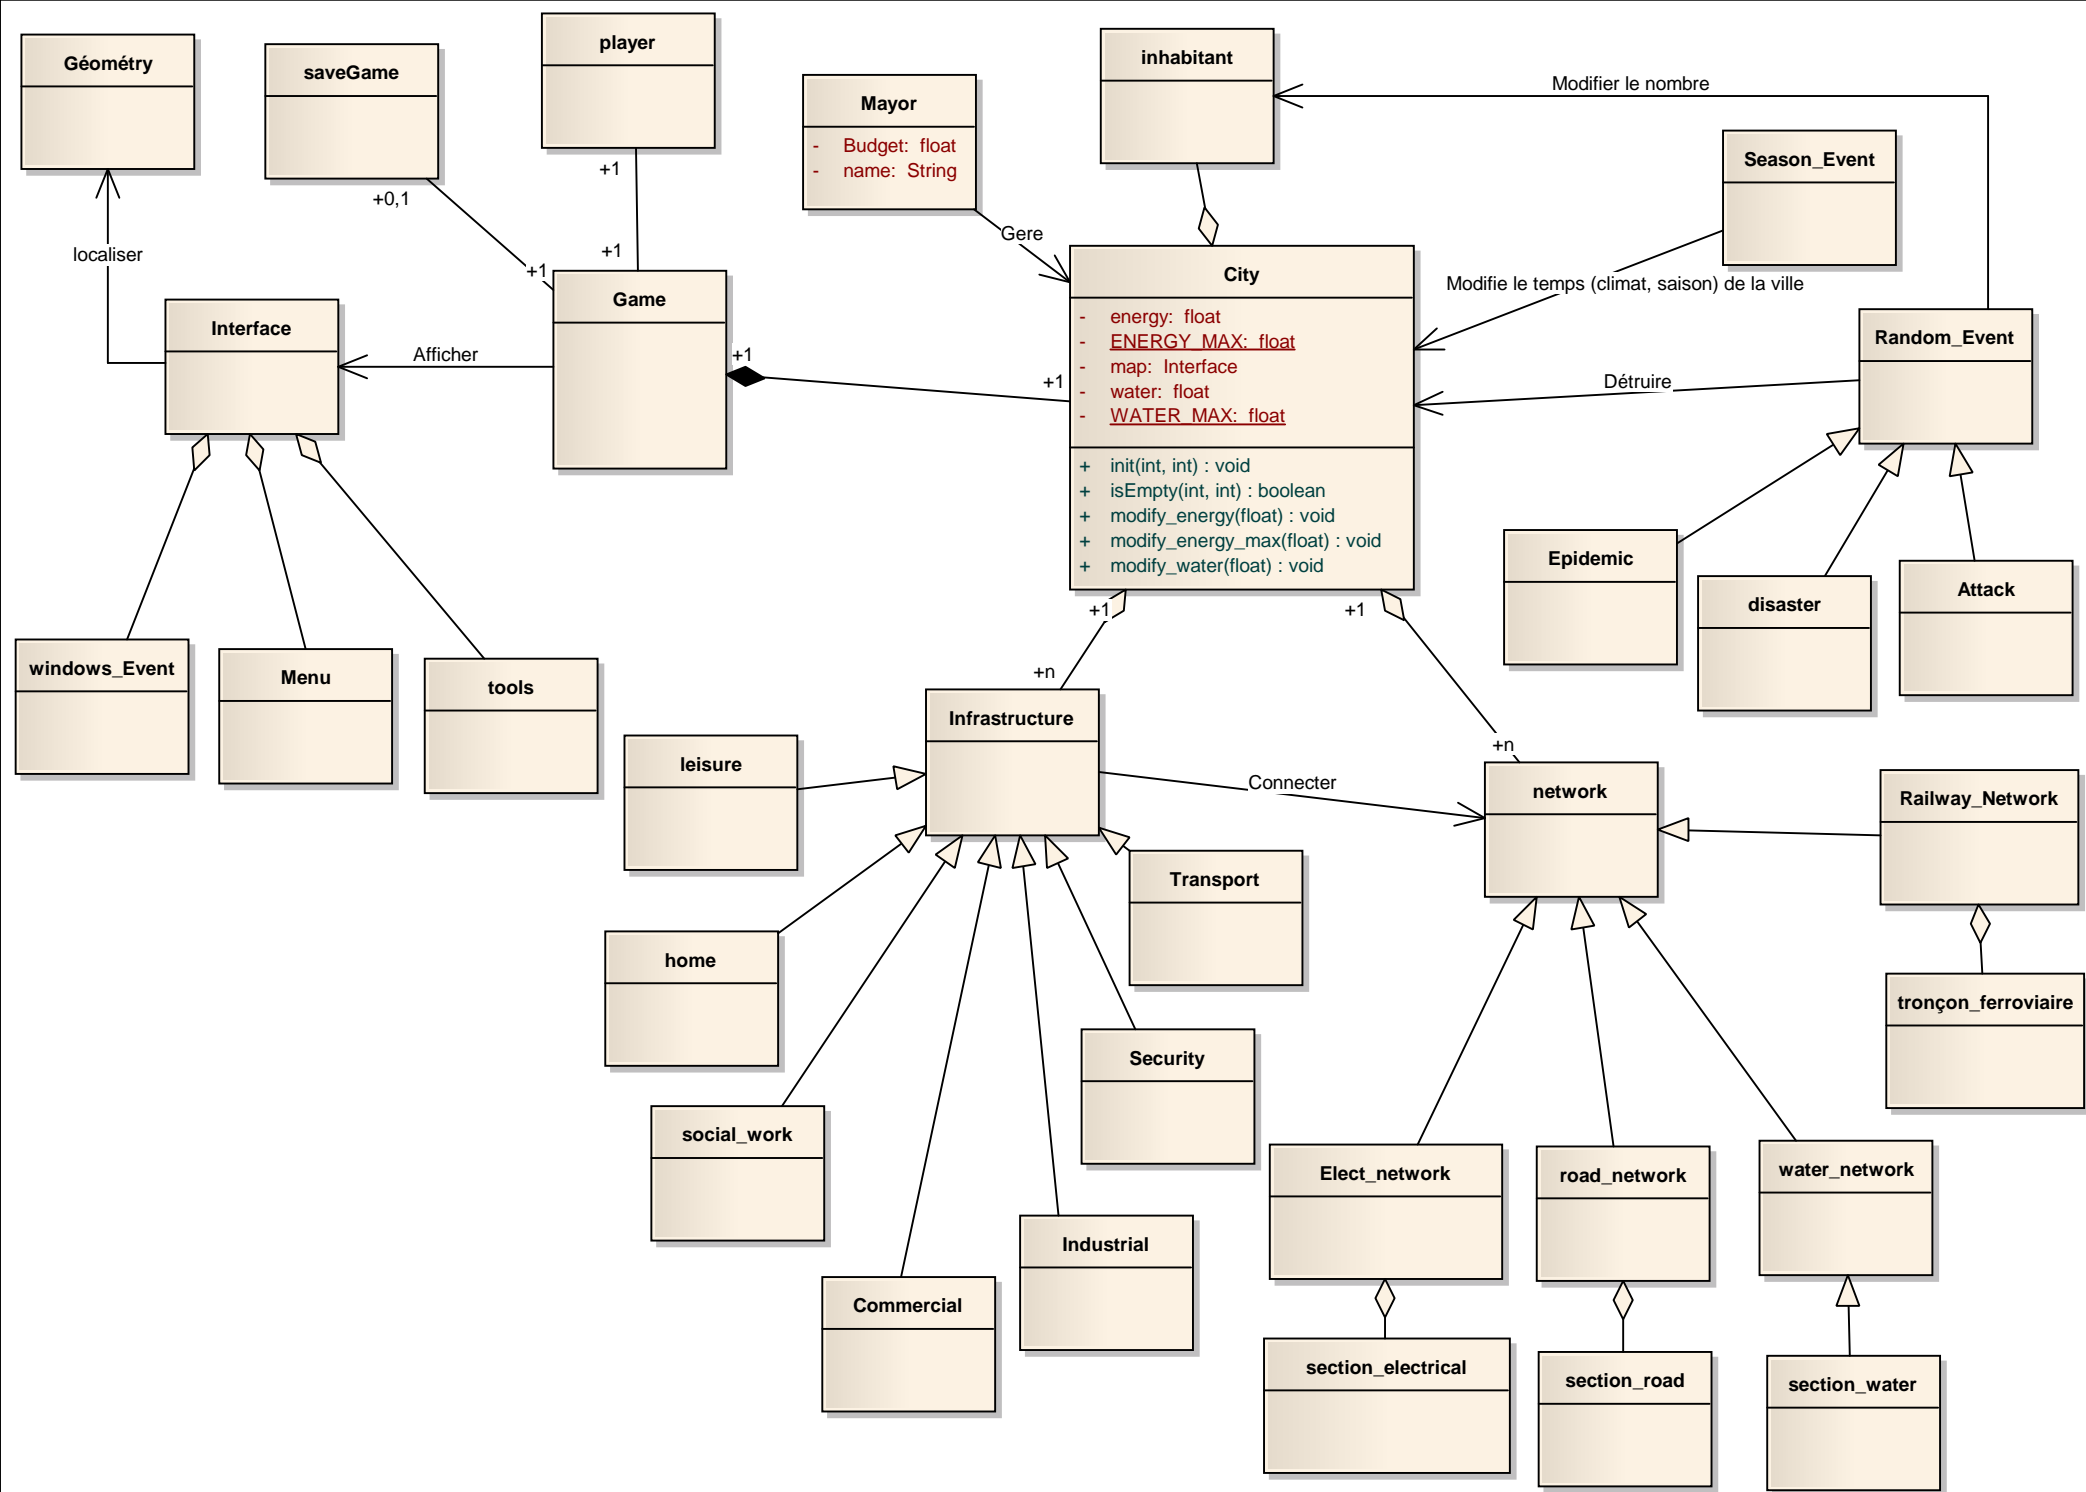 Géométry
saveGame
+0,1
+1
player
+1
+1
Mayor
- Budget: float
- name: String
Gere
inhabitant
Modifier le nombre
Season_Event
Modifie le temps (climat, saison) de la ville
localiser
Interface
Afficher
Game
+1
+1
City
- energy: float
- ENERGY_MAX: float
- map: Interface
- water: float
- WATER_MAX: float
+ init(int, int) : void
+ isEmpty(int, int) : boolean
+ modify_energy(float) : void
+ modify_energy_max(float) : void
+ modify_water(float) : void
Random_Event
Détruire
Epidemic
disaster
Attack
+1
+n
+1
+n
windows_Event
Menu
tools
leisure
Infrastructure
Connecter
network
Railway_Network
Transport
home
tronçon_ferroviaire
Security
social_work
Elect_network
road_network
water_network
Industrial
Commercial
section_electrical
section_road
section_water